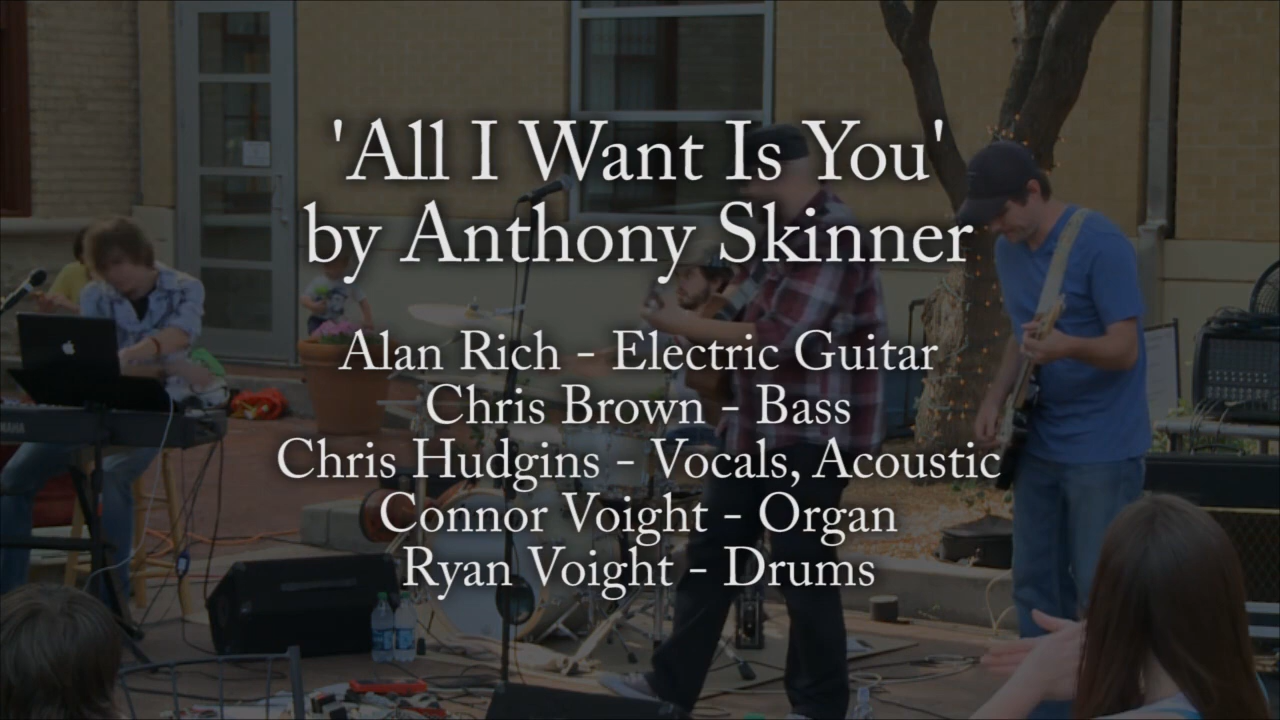 'All I Want Is You'
by Anthony Skinner
Alan Rich - Electric Guitar
Chris Brown - Bass
Chris Hudgins - Vocals, Acoustic
Connor Voight - Organ
Ryan Voight - Drums
YAMAHA